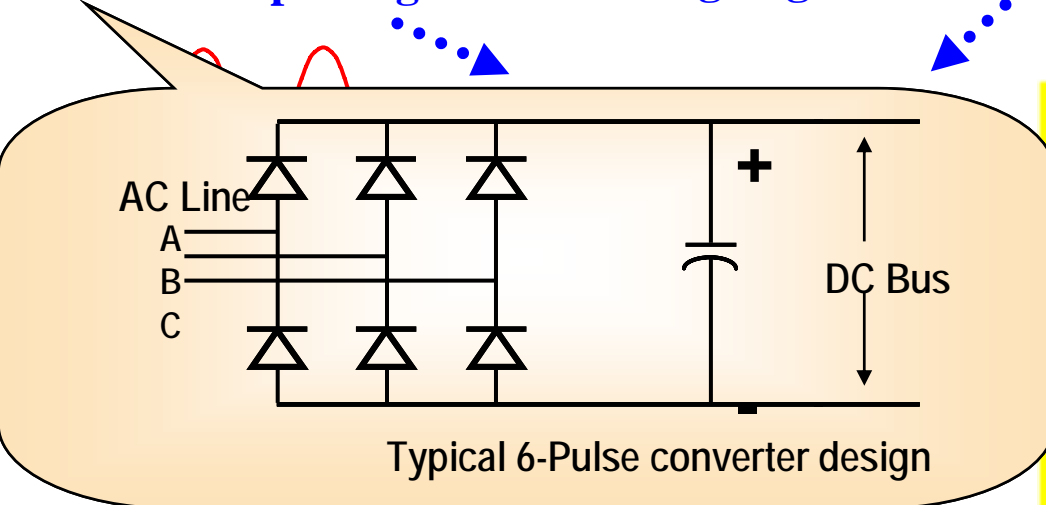 AC Line
A
B
C
+
-
DC Bus
Typical 6-Pulse converter design